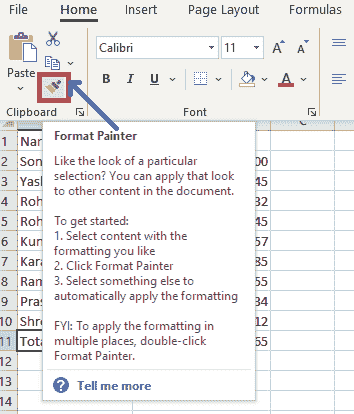 File Home Insert Page Layout Formulas
Calibri 11 A A
Paste
B I U A
Clipboard Font
C
Format Painter
Like the look of a particular
selection? You can apply that look
to other content in the document.
To get started:
1. Select content with the
formatting you like
2. Click Format Painter
3. Select something else to
automatically apply the formatting
FYI: To apply the formatting in
multiple places, double-click
Format Painter.
Tell me more
1 Nar
2 Son 00
3 Yasl 45
4 Roh 32
5 Roh 45
6 Kun 57
7 Kara 85
8 Ram 55
9 Pras 34
10 Shre 12
11 Tota 65
12
13
14